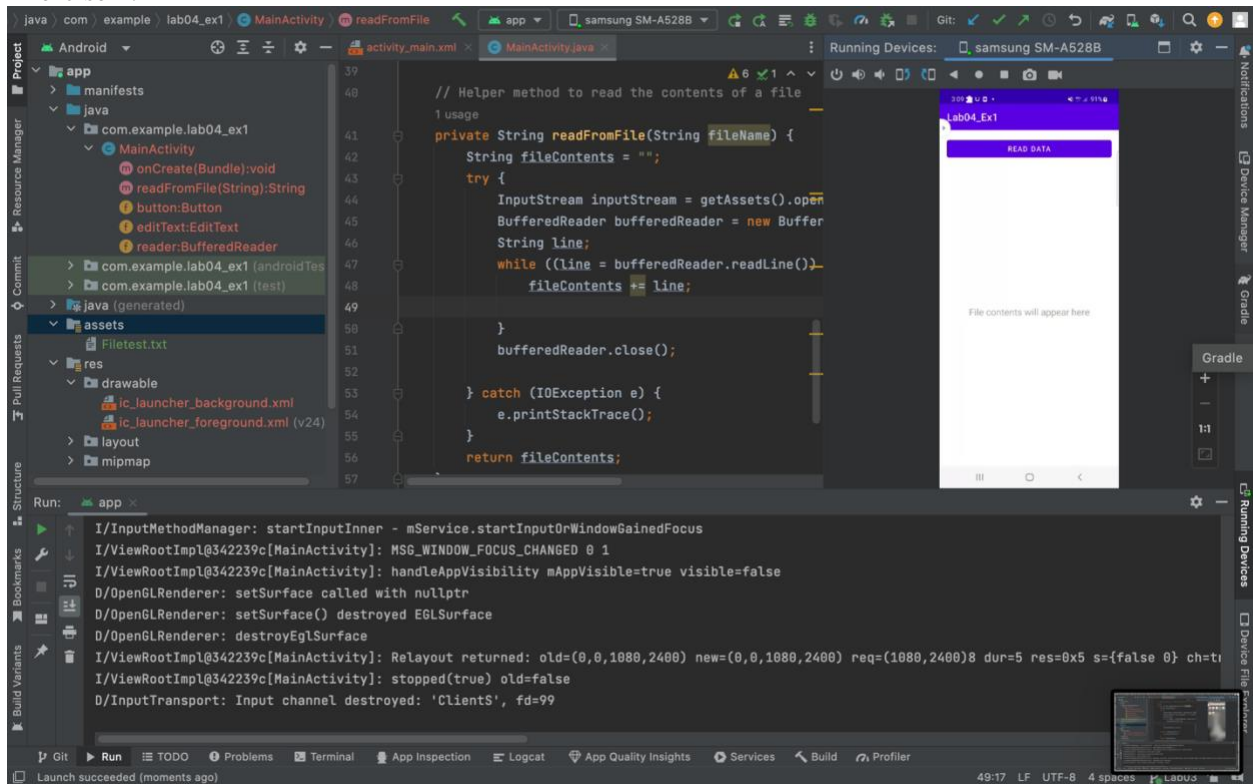 java > com > example > lab04_ex1 > MainActivity > readFromFile
app
samsung SM-A528B
Git:
Project
Android
app
manifests
java
com.example.lab04_ex1
MainActivity
onCreate(Bundle):void
readFromFile(String):String
button:Button
editText:EditText
reader:BufferedReader
com.example.lab04_ex1 (androidTes
com.example.lab04_ex1 (test)
java (generated)
assets
Filetest.txt
res
drawable
ic_launcher_background.xml
ic_launcher_foreground.xml (v24)
layout
mipmap
Resource Manager
Commit
Pull Requests
Structure
Bookmarks
Build Variants
activity_main.xml
MainActivity.java
6 1
39
40 // Helper method to read the contents of a file
1 usage
41 private String readFromFile(String fileName) {
42 String fileContents = "";
43 try {
44 InputStream inputStream = getAssets().open
45 BufferedReader bufferedReader = new Buffer
46 String line;
47 while ((line = bufferedReader.readLine())
48 fileContents += line;
49
50 }
51 bufferedReader.close();
52
53 } catch (IOException e) {
54 e.printStackTrace();
55 }
56 return fileContents;
57
Running Devices: samsung SM-A528B
3:09 91%
Lab04_Ex1
READ DATA
File contents will appear here
Gradle
1:1
Notifications
Device Manager
Gradle
Running Devices
Device File Explorer
Run: app
I/InputMethodManager: startInputInner - mService.startInputOrWindowGainedFocus
I/ViewRootImpl@342239c[MainActivity]: MSG_WINDOW_FOCUS_CHANGED 0 1
I/ViewRootImpl@342239c[MainActivity]: handleAppVisibility mAppVisible=true visible=false
D/OpenGLRenderer: setSurface called with nullptr
D/OpenGLRenderer: setSurface() destroyed EGLSurface
D/OpenGLRenderer: destroyEglSurface
I/ViewRootImpl@342239c[MainActivity]: Relayout returned: old=(0,0,1080,2400) new=(0,0,1080,2400) req=(1080,2400)8 dur=5 res=0x5 s={false 0} ch=tr
I/ViewRootImpl@342239c[MainActivity]: stopped(true) old=false
D/InputTransport: Input channel destroyed: 'ClientS', fd=99
Git Run TODO Problems Terminal App Inspection Logcat App Quality Insights Services Build Profiler
Launch succeeded (moments ago)
49:17 LF UTF-8 4 spaces Lab03